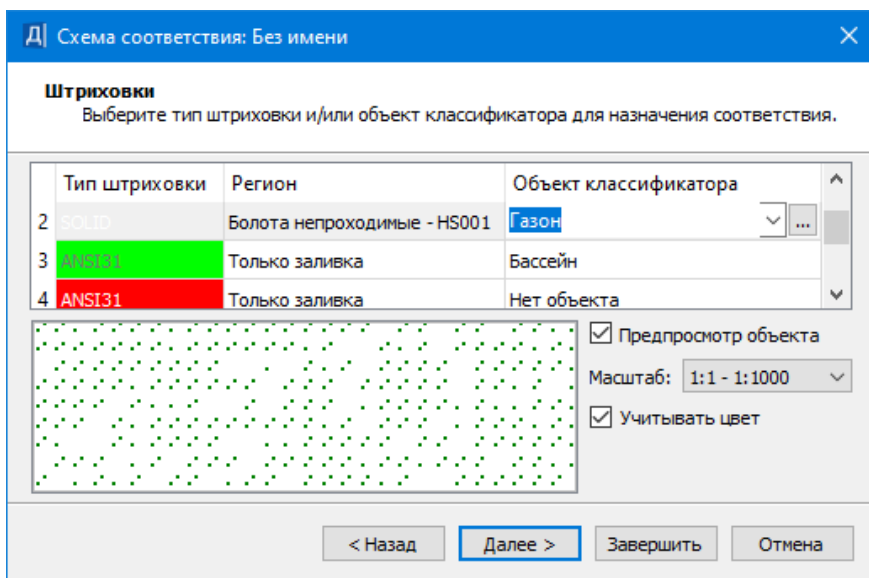 Д| Схема соответствия: Без имени
Штриховки
Выберите тип штриховки и/или объект классификатора для назначения соответствия.
Тип штриховки Регион Объект классификатора
2 SOLID Болота непроходимые - HS001 Газон ...
3 ANSI31 Только заливка Бассейн
4 ANSI31 Только заливка Нет объекта
Предпросмотр объекта
Масштаб: 1:1 - 1:1000
Учитывать цвет
< Назад Далее > Завершить Отмена